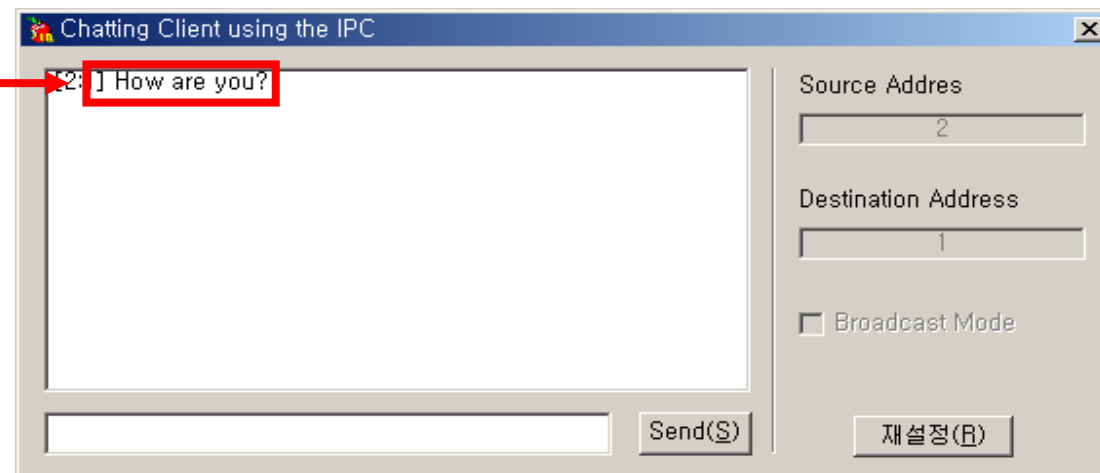 Chatting Client using the IPC
[2:1] How are you?
Source Addres
2
Destination Address
1
Broadcast Mode
Send(S)
재설정(R)